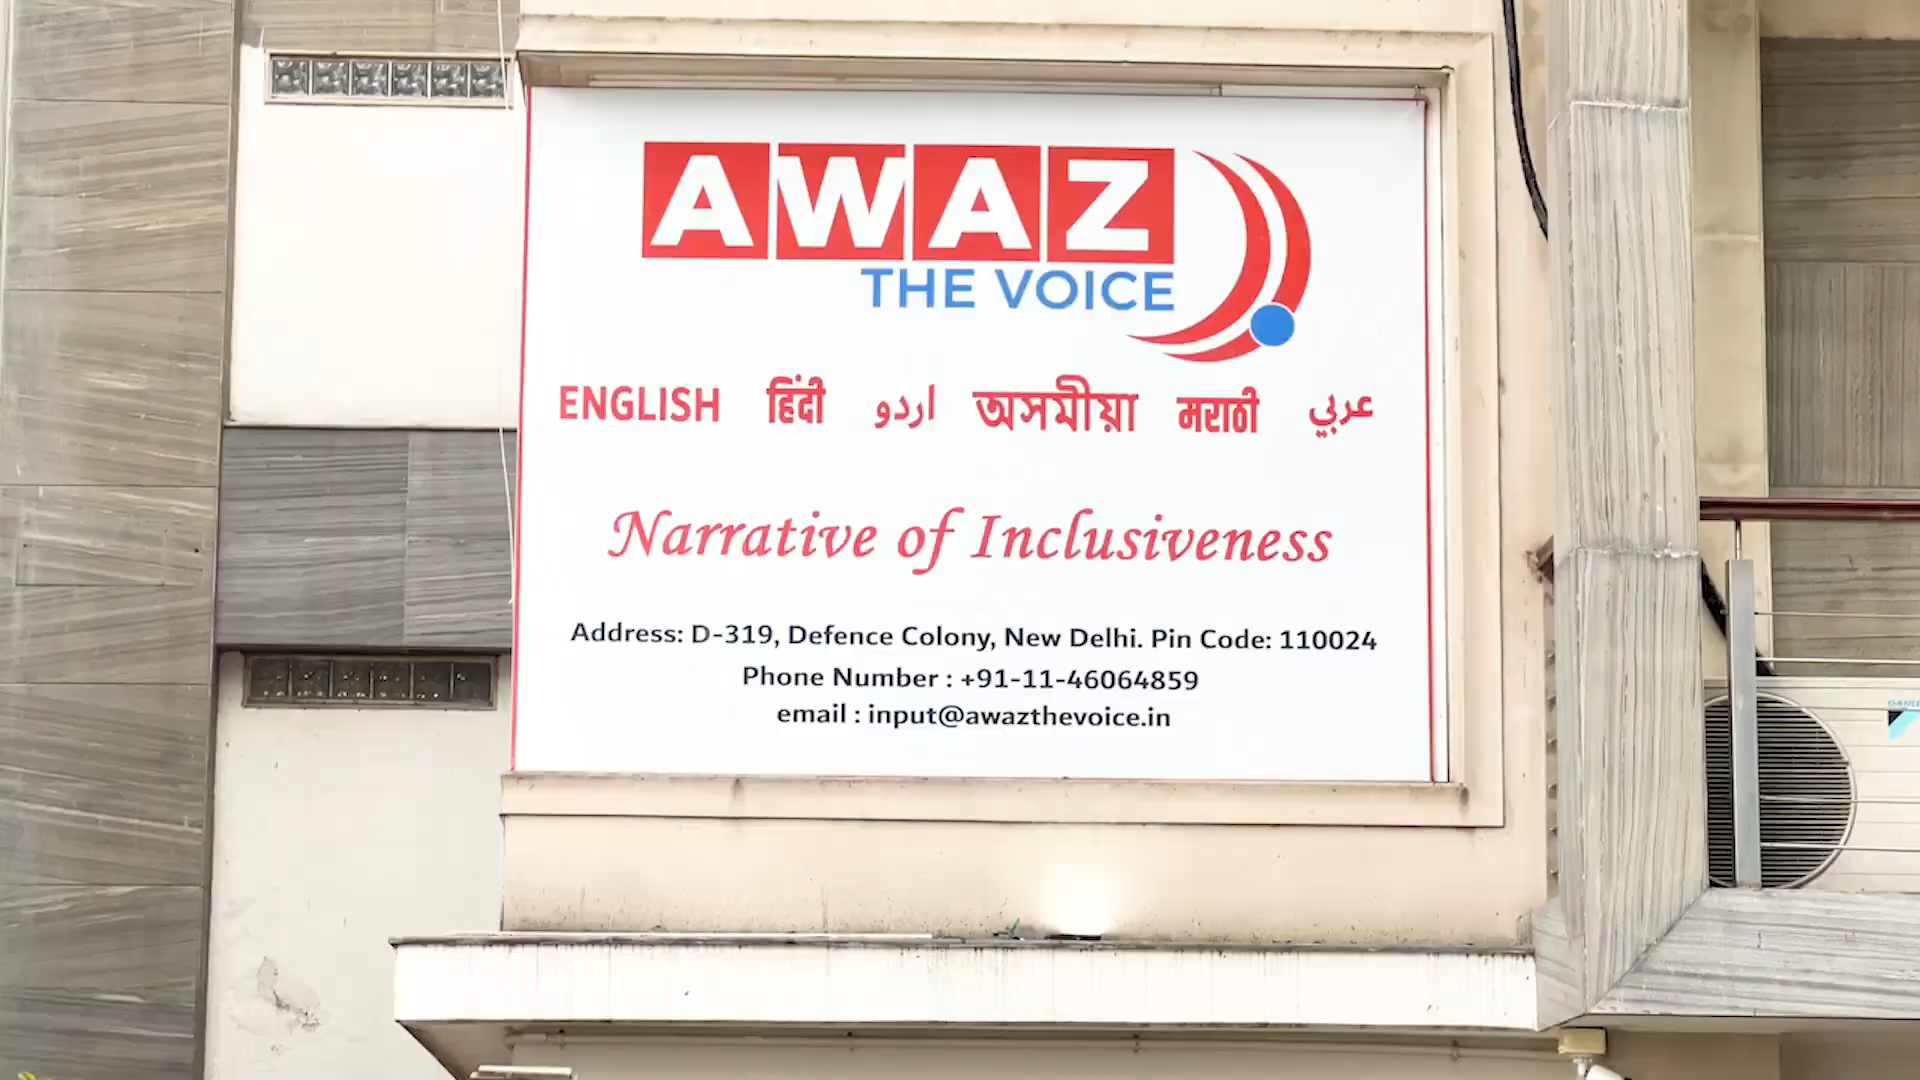 AWAZ
THE VOICE
ENGLISH हिंदी اردو অসমীয়া मराठी عربي
Narrative of Inclusiveness
Address: D-319, Defence Colony, New Delhi. Pin Code: 110024
Phone Number : +91-11-46064859
email : input@awazthevoice.in